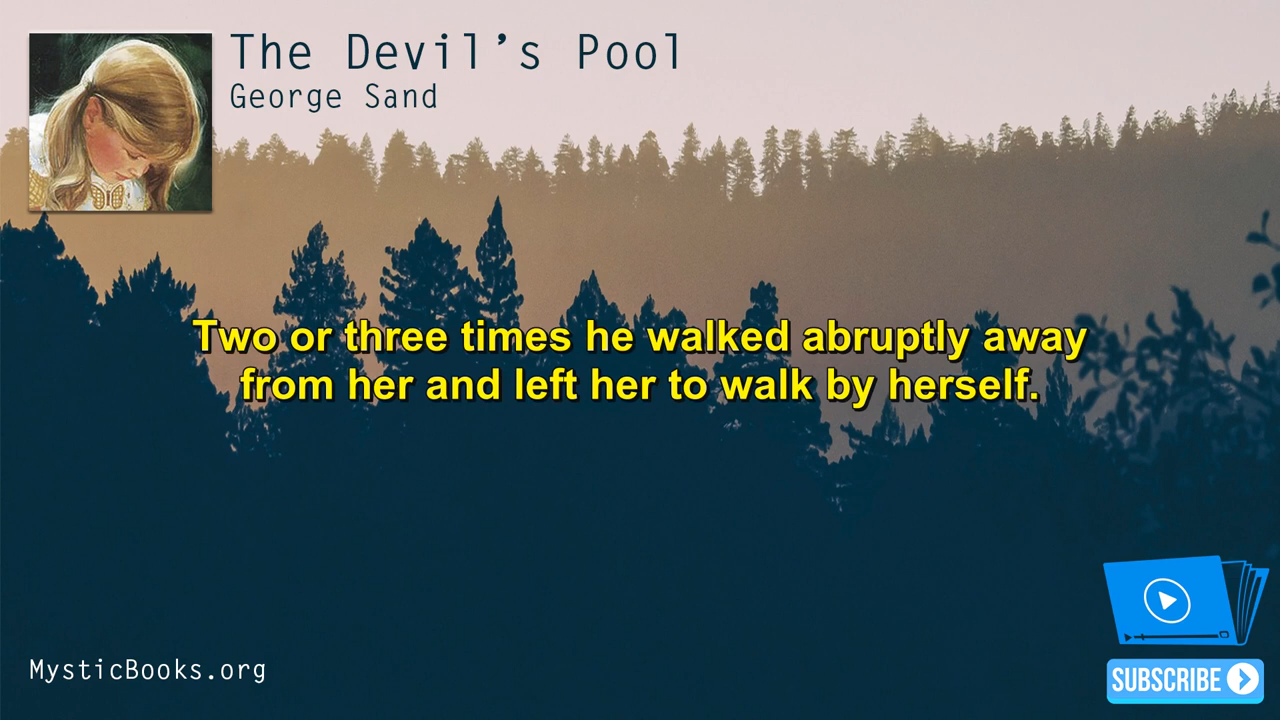 The Devil's Pool
George Sand
Two or three times he walked abruptly away
from her and left her to walk by herself.
MysticBooks.org
SUBSCRIBE